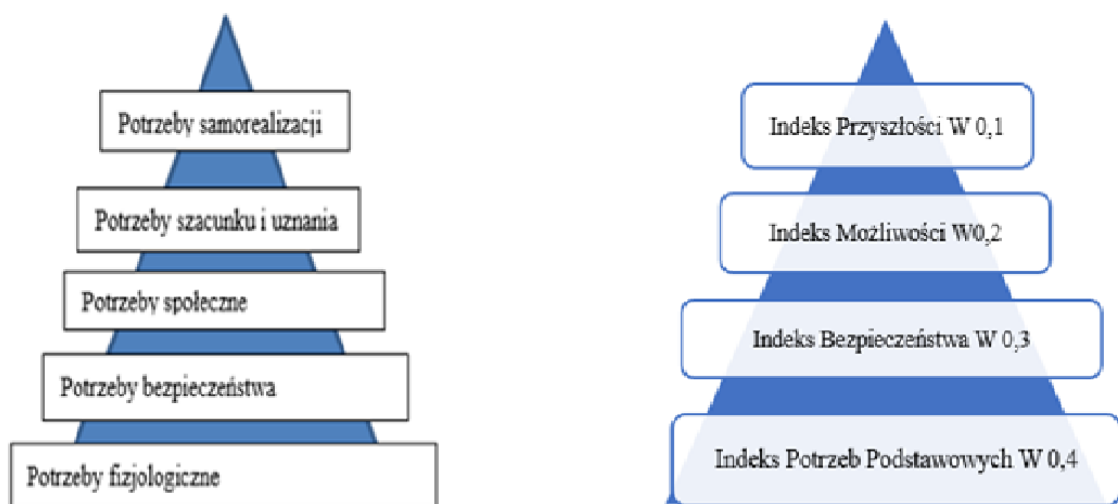 Potrzeby samorealizacji
Potrzeby szacunku i uznania
Potrzeby społeczne
Potrzeby bezpieczeństwa
Potrzeby fizjologiczne
Indeks Przyszłości W 0,1
Indeks Możliwości W0,2
Indeks Bezpieczeństwa W 0,3
Indeks Potrzeb Podstawowych W 0,4